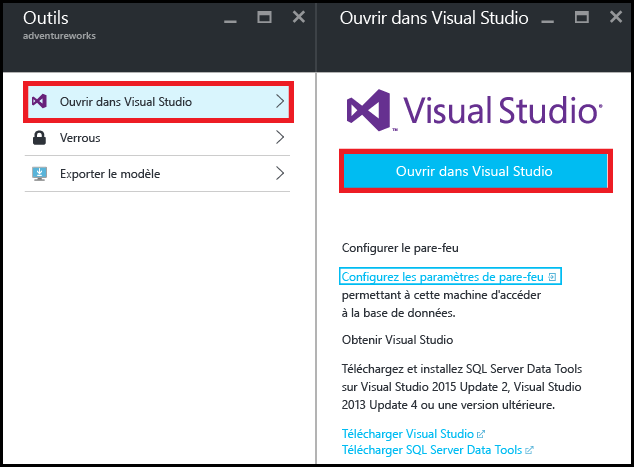 Outils
adventureworks
Ouvrir dans Visual Studio
Verrous
Exporter le modèle
Ouvrir dans Visual Studio
Visual Studio
Ouvrir dans Visual Studio
Configurer le pare-feu
Configurez les paramètres de pare-feu
permettant à cette machine d'accéder
à la base de données.
Obtenir Visual Studio
Téléchargez et installez SQL Server Data Tools
sur Visual Studio 2015 Update 2, Visual Studio
2013 Update 4 ou une version ultérieure.
Télécharger Visual Studio
Télécharger SQL Server Data Tools